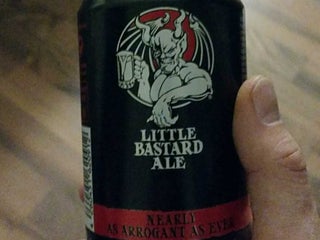 LITTLE
BASTARD
ALE
NEARLY
AS ARROGANT AS EVER